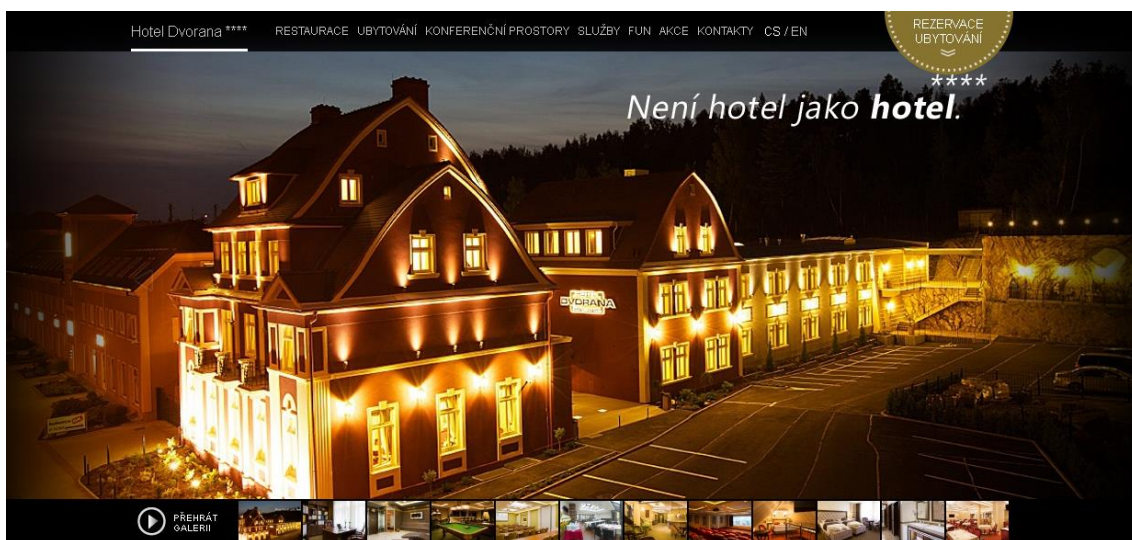 Hotel Dvorana ****
RESTAURACE UBYTOVÁNÍ KONFERENČNÍ PROSTORY SLUŽBY FUN AKCE KONTAKTY CS / EN
REZERVACE
UBYTOVÁNÍ
****
Není hotel jako hotel.
DVORANA
PŘEHRÁT
GALERII